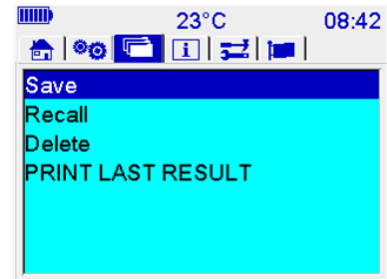 23°C 08:42
i
Save
Recall
Delete
PRINT LAST RESULT